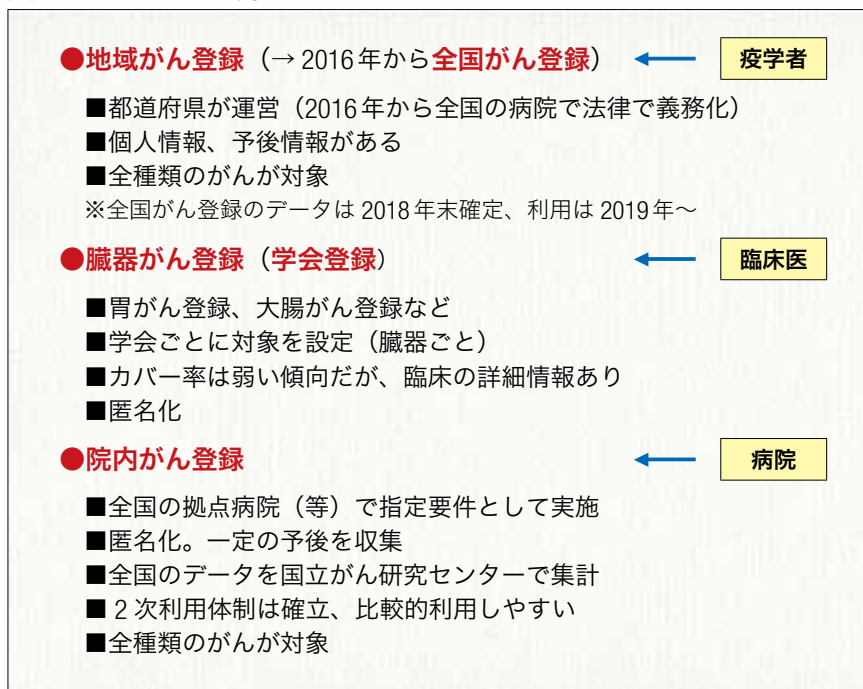 ●地域がん登録（→ 2016年から全国がん登録） 疫学者
■都道府県が運営（2016年から全国の病院で法律で義務化）
■個人情報、予後情報がある
■全種類のがんが対象
※全国がん登録のデータは 2018年末確定、利用は 2019年～
●臓器がん登録（学会登録） 臨床医
■胃がん登録、大腸がん登録など
■学会ごとに対象を設定（臓器ごと）
■カバー率は弱い傾向だが、臨床の詳細情報あり
■匿名化
●院内がん登録 病院
■全国の拠点病院（等）で指定要件として実施
■匿名化。一定の予後を収集
■全国のデータを国立がん研究センターで集計
■ 2 次利用体制は確立、比較的利用しやすい
■全種類のがんが対象